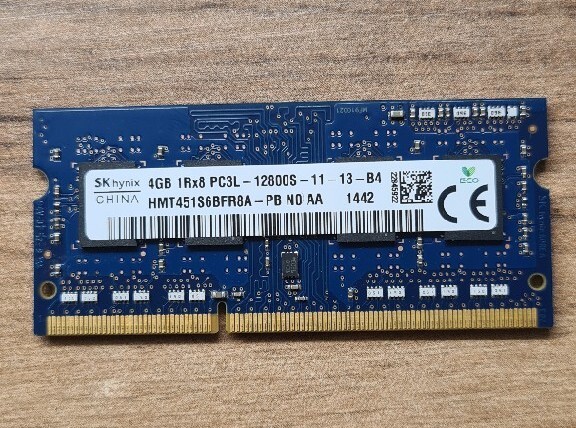 SK hynix
CHINA
4GB 1Rx8 PC3L-12800S-11-13-B4
HMT451S6BFR8A-PB N0 AA 1442
ECO
CE